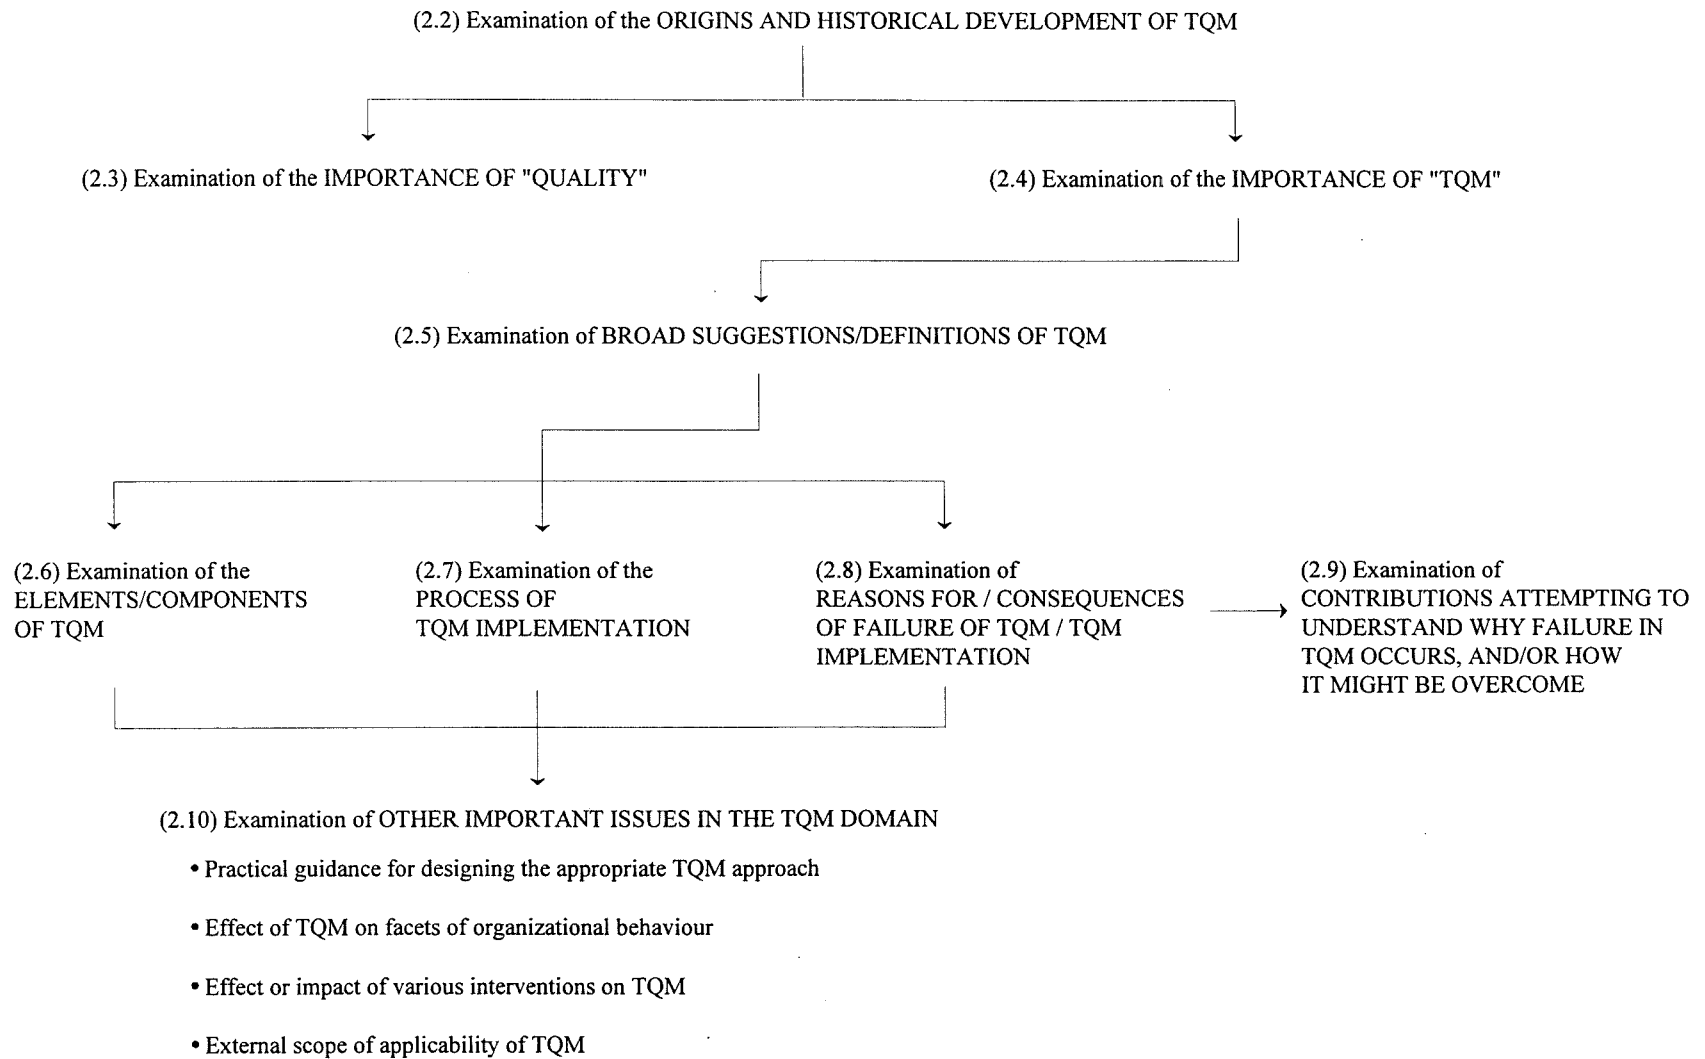 (2.2) Examination of the ORIGINS AND HISTORICAL DEVELOPMENT OF TQM
(2.3) Examination of the IMPORTANCE OF "QUALITY"
(2.4) Examination of the IMPORTANCE OF "TQM"
(2.5) Examination of BROAD SUGGESTIONS/DEFINITIONS OF TQM
(2.6) Examination of the
ELEMENTS/COMPONENTS
OF TQM
(2.7) Examination of the
PROCESS OF
TQM IMPLEMENTATION
(2.8) Examination of
REASONS FOR / CONSEQUENCES
OF FAILURE OF TQM / TQM
IMPLEMENTATION
(2.9) Examination of
CONTRIBUTIONS ATTEMPTING TO
UNDERSTAND WHY FAILURE IN
TQM OCCURS, AND/OR HOW
IT MIGHT BE OVERCOME
(2.10) Examination of OTHER IMPORTANT ISSUES IN THE TQM DOMAIN
• Practical guidance for designing the appropriate TQM approach
• Effect of TQM on facets of organizational behaviour
• Effect or impact of various interventions on TQM
• External scope of applicability of TQM